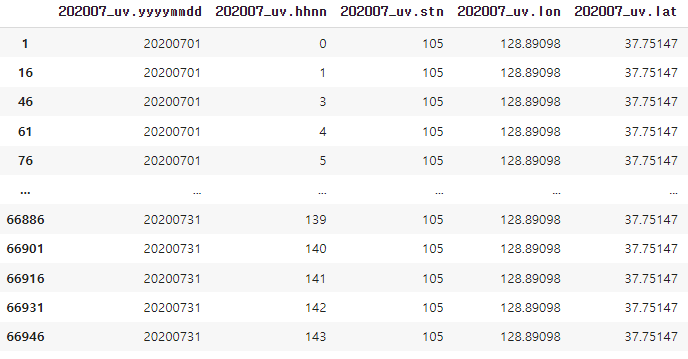 202007_uv.yyyymmdd 202007_uv.hhnn 202007_uv.stn 202007_uv.lon 202007_uv.lat
1 20200701 0 105 128.89098 37.75147
16 20200701 1 105 128.89098 37.75147
46 20200701 3 105 128.89098 37.75147
61 20200701 4 105 128.89098 37.75147
76 20200701 5 105 128.89098 37.75147
... ... ... ... ... ...
66886 20200731 139 105 128.89098 37.75147
66901 20200731 140 105 128.89098 37.75147
66916 20200731 141 105 128.89098 37.75147
66931 20200731 142 105 128.89098 37.75147
66946 20200731 143 105 128.89098 37.75147